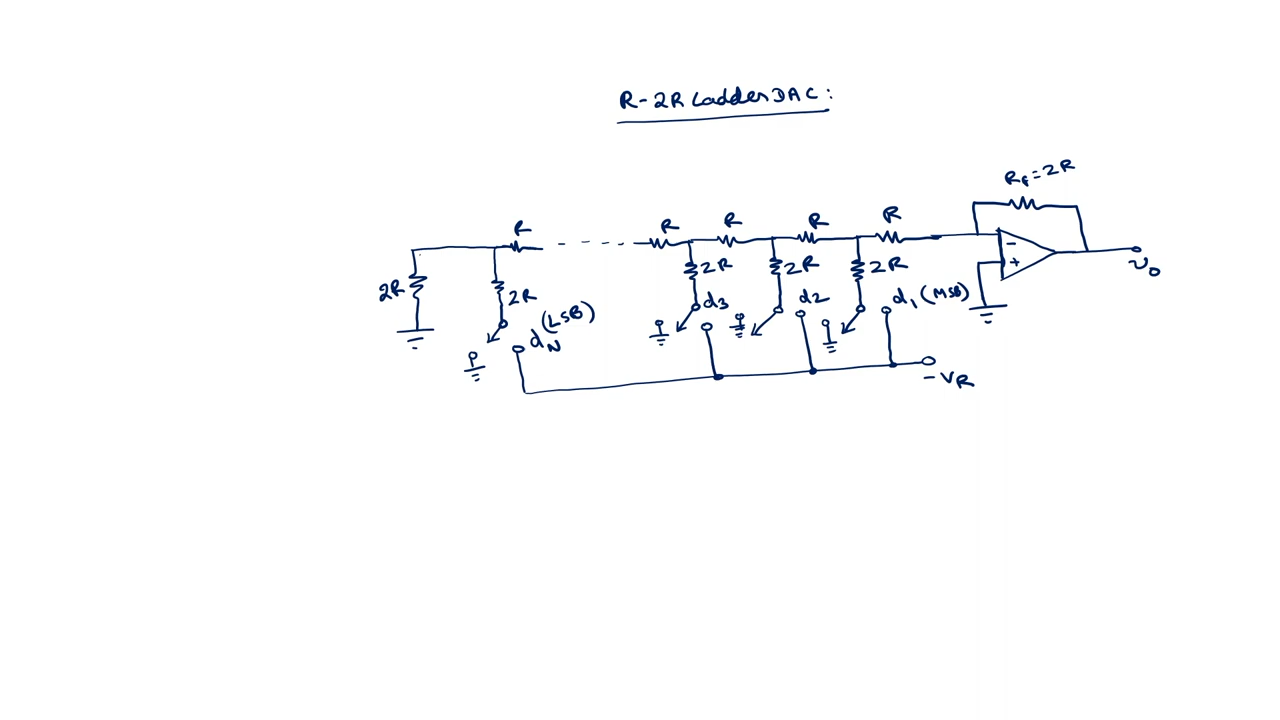 R-2R Ladder DAC:
Rf=2R
R
R
R
R
R
2R
2R
2R
2R
2R
d3
d2
d1 (MSB)
(LSB)
dN
-VR
-
+
v0